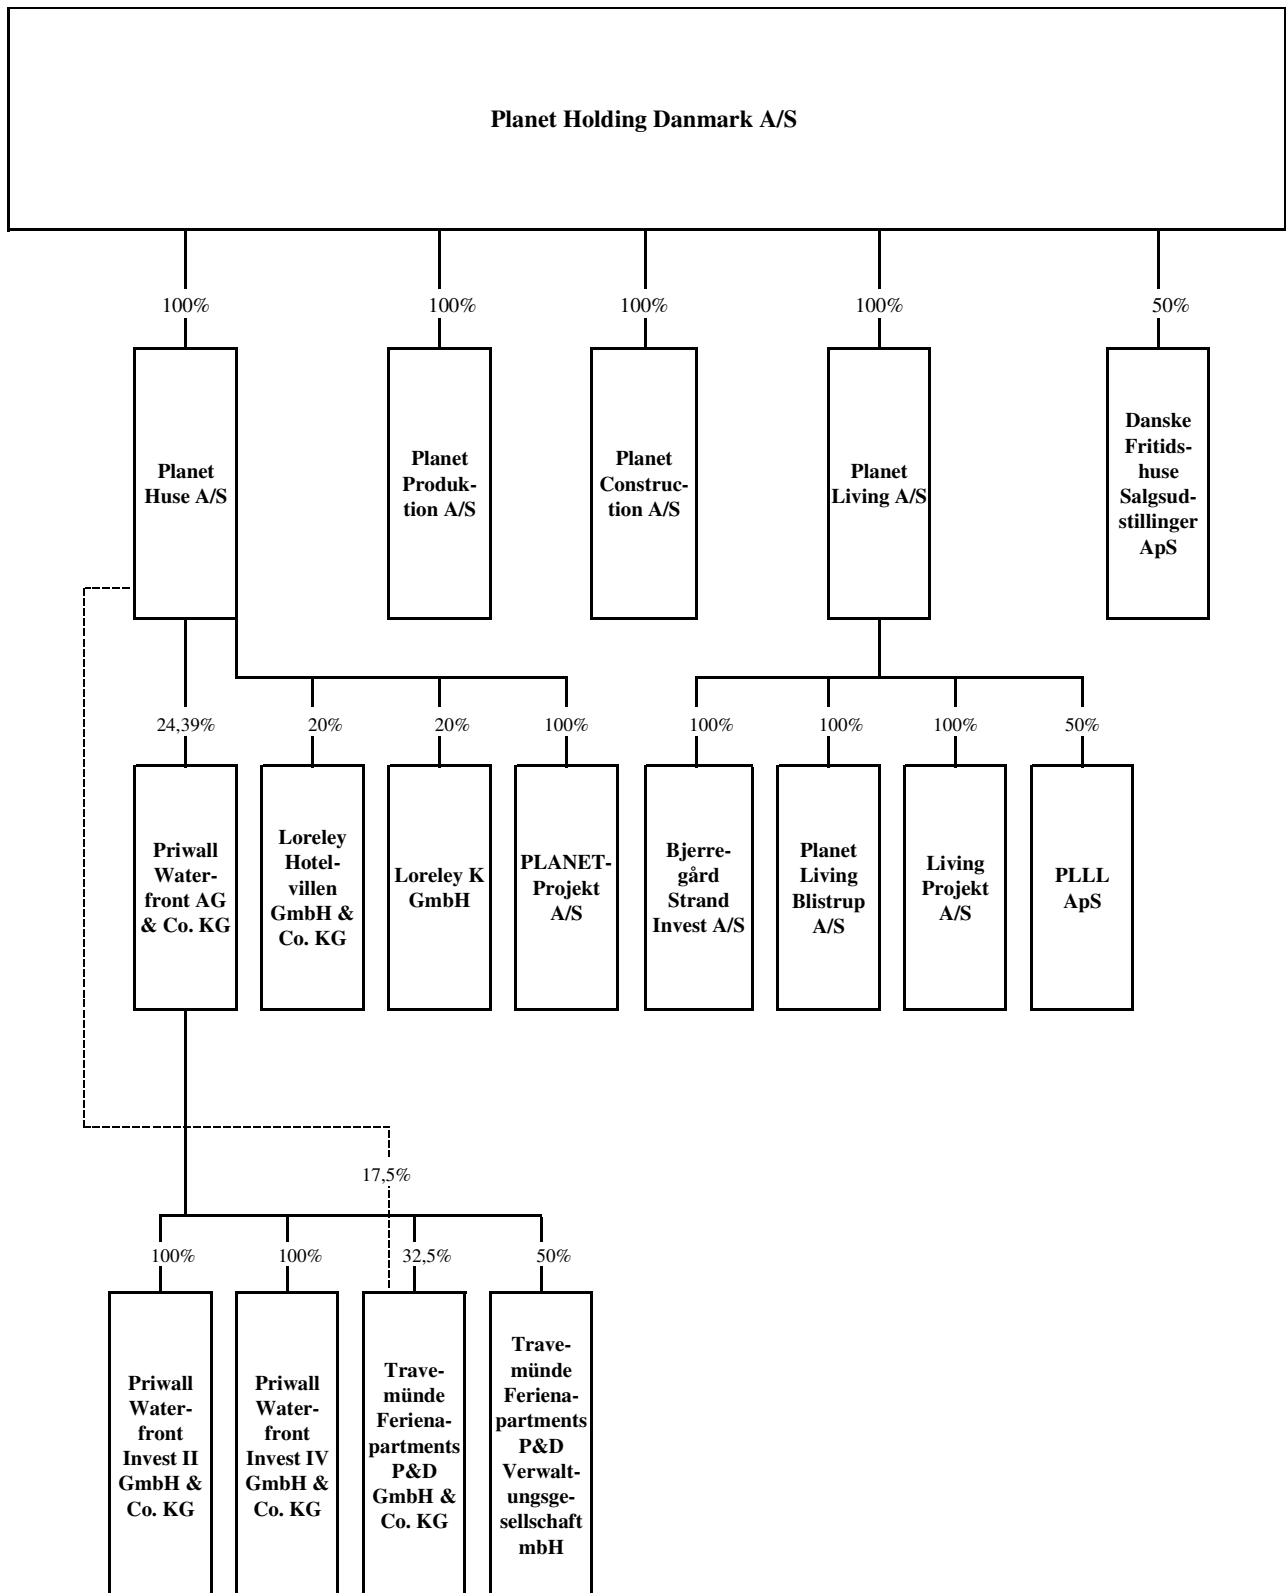 Planet Holding Danmark A/S
100%
100%
100%
100%
50%
Planet
Huse A/S
Planet
Produk-
tion A/S
Planet
Construc-
tion A/S
Planet
Living A/S
Danske
Fritids-
huse
Salgsud-
stillinger
ApS
24,39%
20%
20%
100%
100%
100%
100%
50%
Priwall
Water-
front AG
& Co. KG
Loreley
Hotel-
villen
GmbH &
Co. KG
Loreley K
GmbH
PLANET-
Projekt
A/S
Bjerre-
gård
Strand
Invest A/S
Planet
Living
Blistrup
A/S
Living
Projekt
A/S
PLLL
ApS
17,5%
100%
100%
32,5%
50%
Priwall
Water-
front
Invest II
GmbH &
Co. KG
Priwall
Water-
front
Invest IV
GmbH &
Co. KG
Trave-
münde
Feriena-
partments
P&D
GmbH &
Co. KG
Trave-
münde
Feriena-
partments
P&D
Verwalt-
ungsge-
sellschaft
mbH